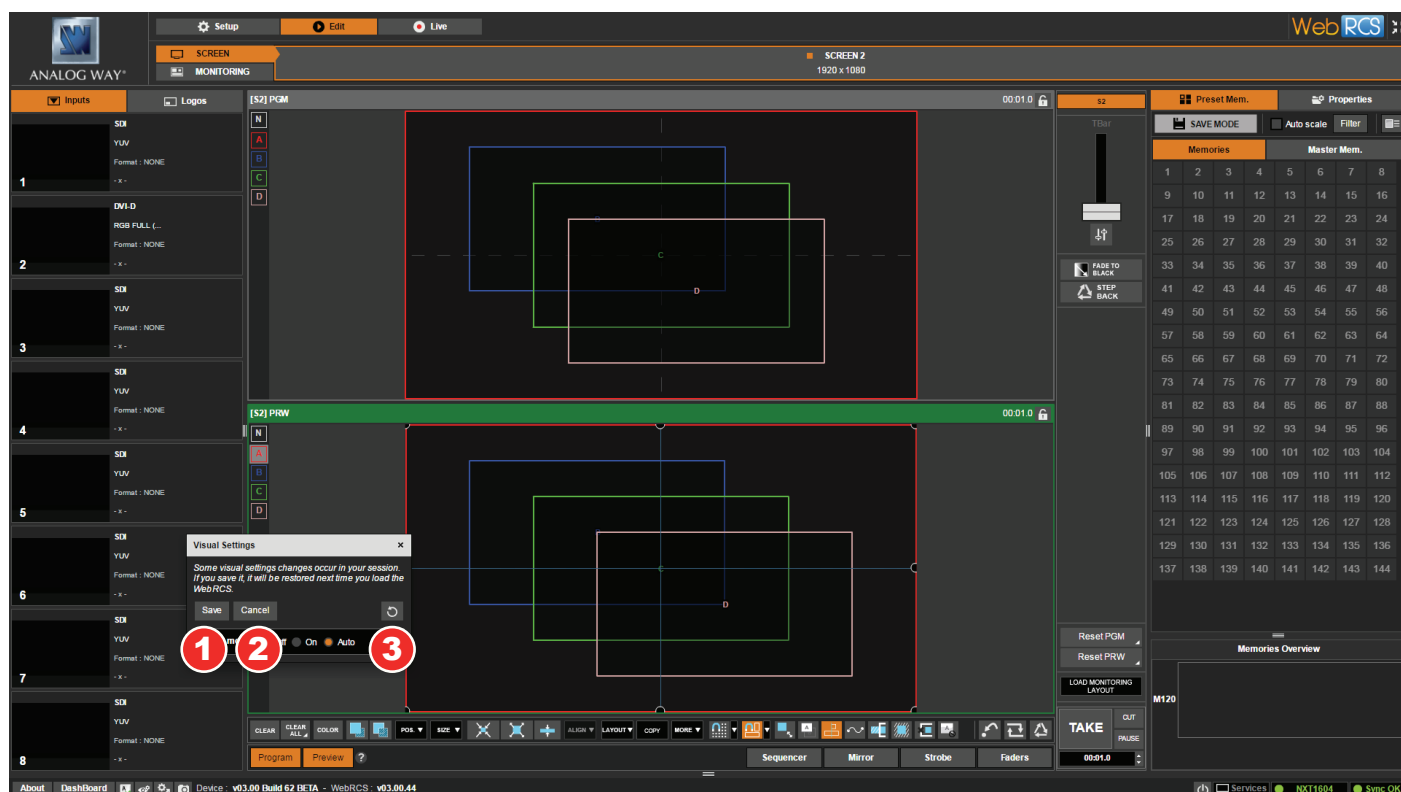 Setup
Edit
Live
Web RCS
ANALOG WAY®
SCREEN
MONITORING
SCREEN 2
1920 x 1080
Inputs
Logos
[S2] PGM
00:01.0
S2
Preset Mem.
Properties
TBar
SAVE MODE
Auto scale
Filter
Memories
Master Mem.
SDI
YUV
Format : NONE
- x -
1
DVI-D
RGB FULL (...
Format : NONE
- x -
2
SDI
YUV
Format : NONE
- x -
3
SDI
YUV
Format : NONE
- x -
4
SDI
YUV
Format : NONE
- x -
5
SDI
YUV
Format : NONE
- x -
6
SDI
YUV
Format : NONE
- x -
7
SDI
YUV
Format : NONE
- x -
8
N
A
B
C
D
C
D
FADE TO BLACK
STEP BACK
1 2 3 4 5 6 7 8
9 10 11 12 13 14 15 16
17 18 19 20 21 22 23 24
25 26 27 28 29 30 31 32
33 34 35 36 37 38 39 40
41 42 43 44 45 46 47 48
49 50 51 52 53 54 55 56
57 58 59 60 61 62 63 64
65 66 67 68 69 70 71 72
73 74 75 76 77 78 79 80
81 82 83 84 85 86 87 88
89 90 91 92 93 94 95 96
97 98 99 100 101 102 103 104
105 106 107 108 109 110 111 112
113 114 115 116 117 118 119 120
121 122 123 124 125 126 127 128
129 130 131 132 133 134 135 136
137 138 139 140 141 142 143 144
[S2] PRW
00:01.0
N
A
B
C
D
C
D
Visual Settings
×
Some visual settings changes occur in your session.
If you save it, it will be restored next time you load the
WebRCS.
Save
Cancel
On
Auto
1
2
3
Reset PGM
Reset PRW
LOAD MONITORING LAYOUT
TAKE
CUT
PAUSE
00:01.0
Memories Overview
M120
CLEAR
CLEAR ALL
COLOR
POS.
SIZE
ALIGN
LAYOUT
COPY
MORE
Program
Preview
?
Sequencer
Mirror
Strobe
Faders
About
DashBoard
Device : v03.00 Build 62 BETA - WebRCS : v03.00.44
Services
NXT1604
Sync OK